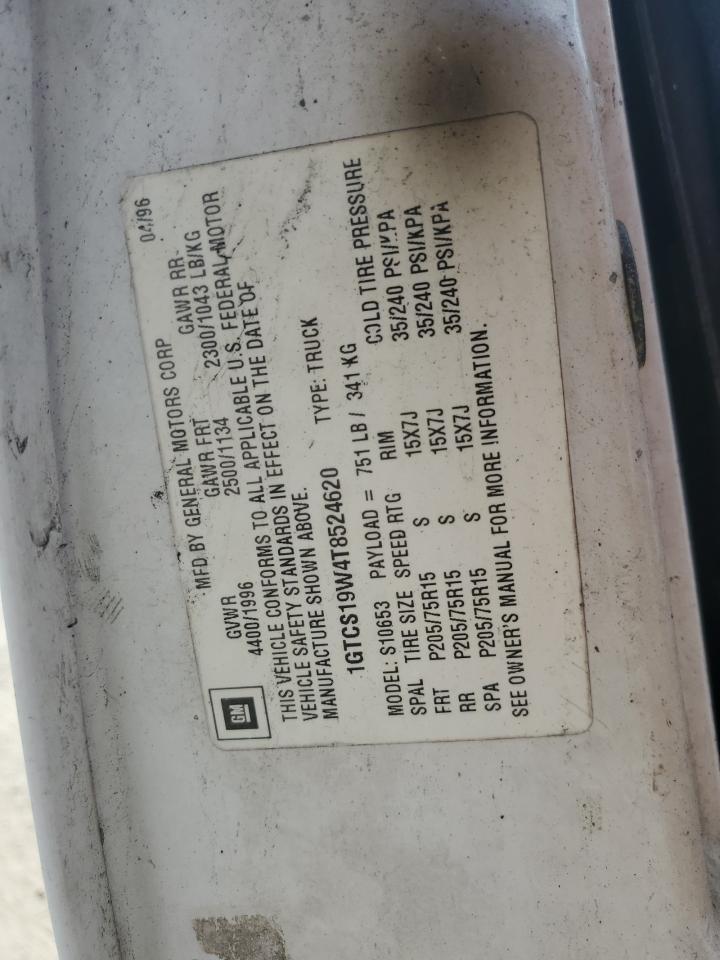 GM
MFD BY GENERAL MOTORS CORP 04/96
GVWR GAWR FRT GAWR RR
4400/1996 2500/1134 2300/1043 LB/KG
THIS VEHICLE CONFORMS TO ALL APPLICABLE U.S. FEDERAL MOTOR
VEHICLE SAFETY STANDARDS IN EFFECT ON THE DATE OF
MANUFACTURE SHOWN ABOVE.
1GTCS19W4T8524620 TYPE: TRUCK
MODEL: S10653 PAYLOAD = 751 LB / 341 KG
SPAL TIRE SIZE SPEED RTG RIM COLD TIRE PRESSURE
FRT P205/75R15 S 15X7J 35/240 PSI/KPA
RR P205/75R15 S 15X7J 35/240 PSI/KPA
SPA P205/75R15 S 15X7J 35/240 PSI/KPA
SEE OWNER'S MANUAL FOR MORE INFORMATION.